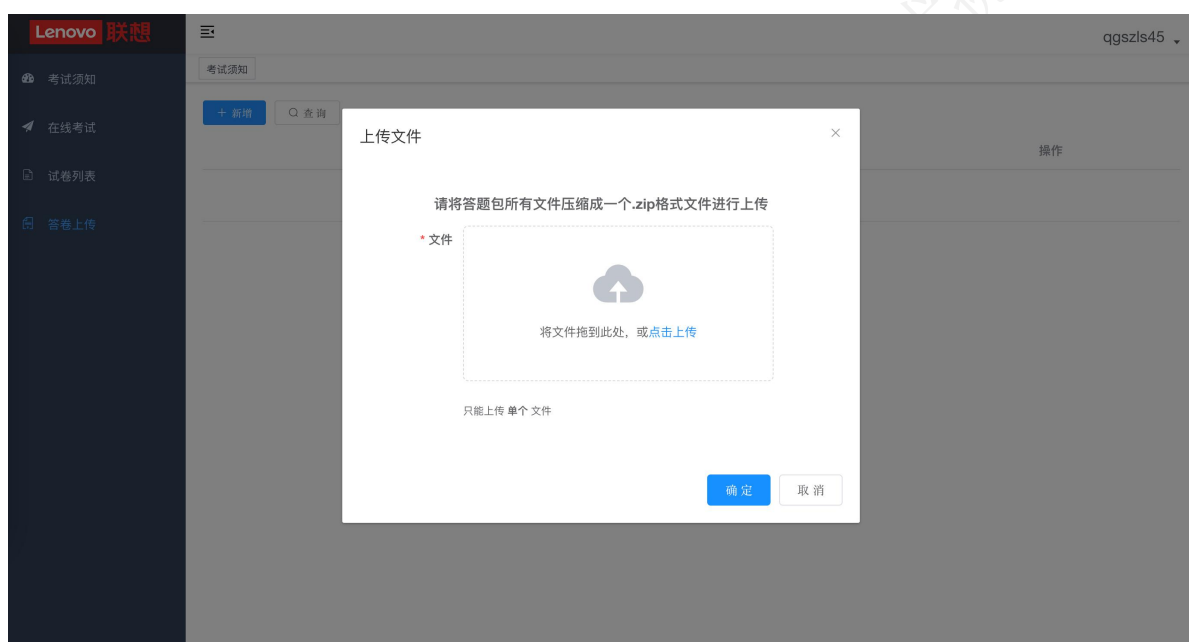 Lenovo 联想
qgszls45
考试须知
考试须知
+ 新增
查 询
在线考试
试卷列表
答卷上传
操作
上传文件
请将答题包所有文件压缩成一个.zip格式文件进行上传
* 文件
将文件拖到此处，或点击上传
只能上传 单个 文件
确 定
取 消